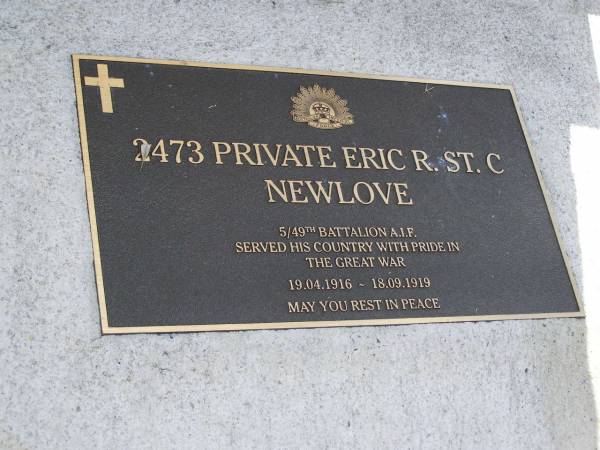 2473 PRIVATE ERIC R. ST. C
NEWLOVE
5/49TH BATTALION A.I.F.
SERVED HIS COUNTRY WITH PRIDE IN
THE GREAT WAR
19.04.1916 ~ 18.09.1919
MAY YOU REST IN PEACE